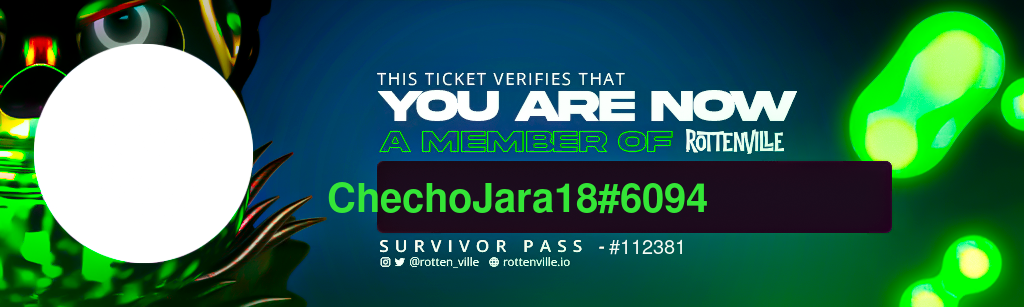 THIS TICKET VERIFIES THAT
YOU ARE NOW
A MEMBER OF ROTTENVILLE
ChechoJara18#6094
SURVIVOR PASS - #112381
@rotten_ville rottenville.io